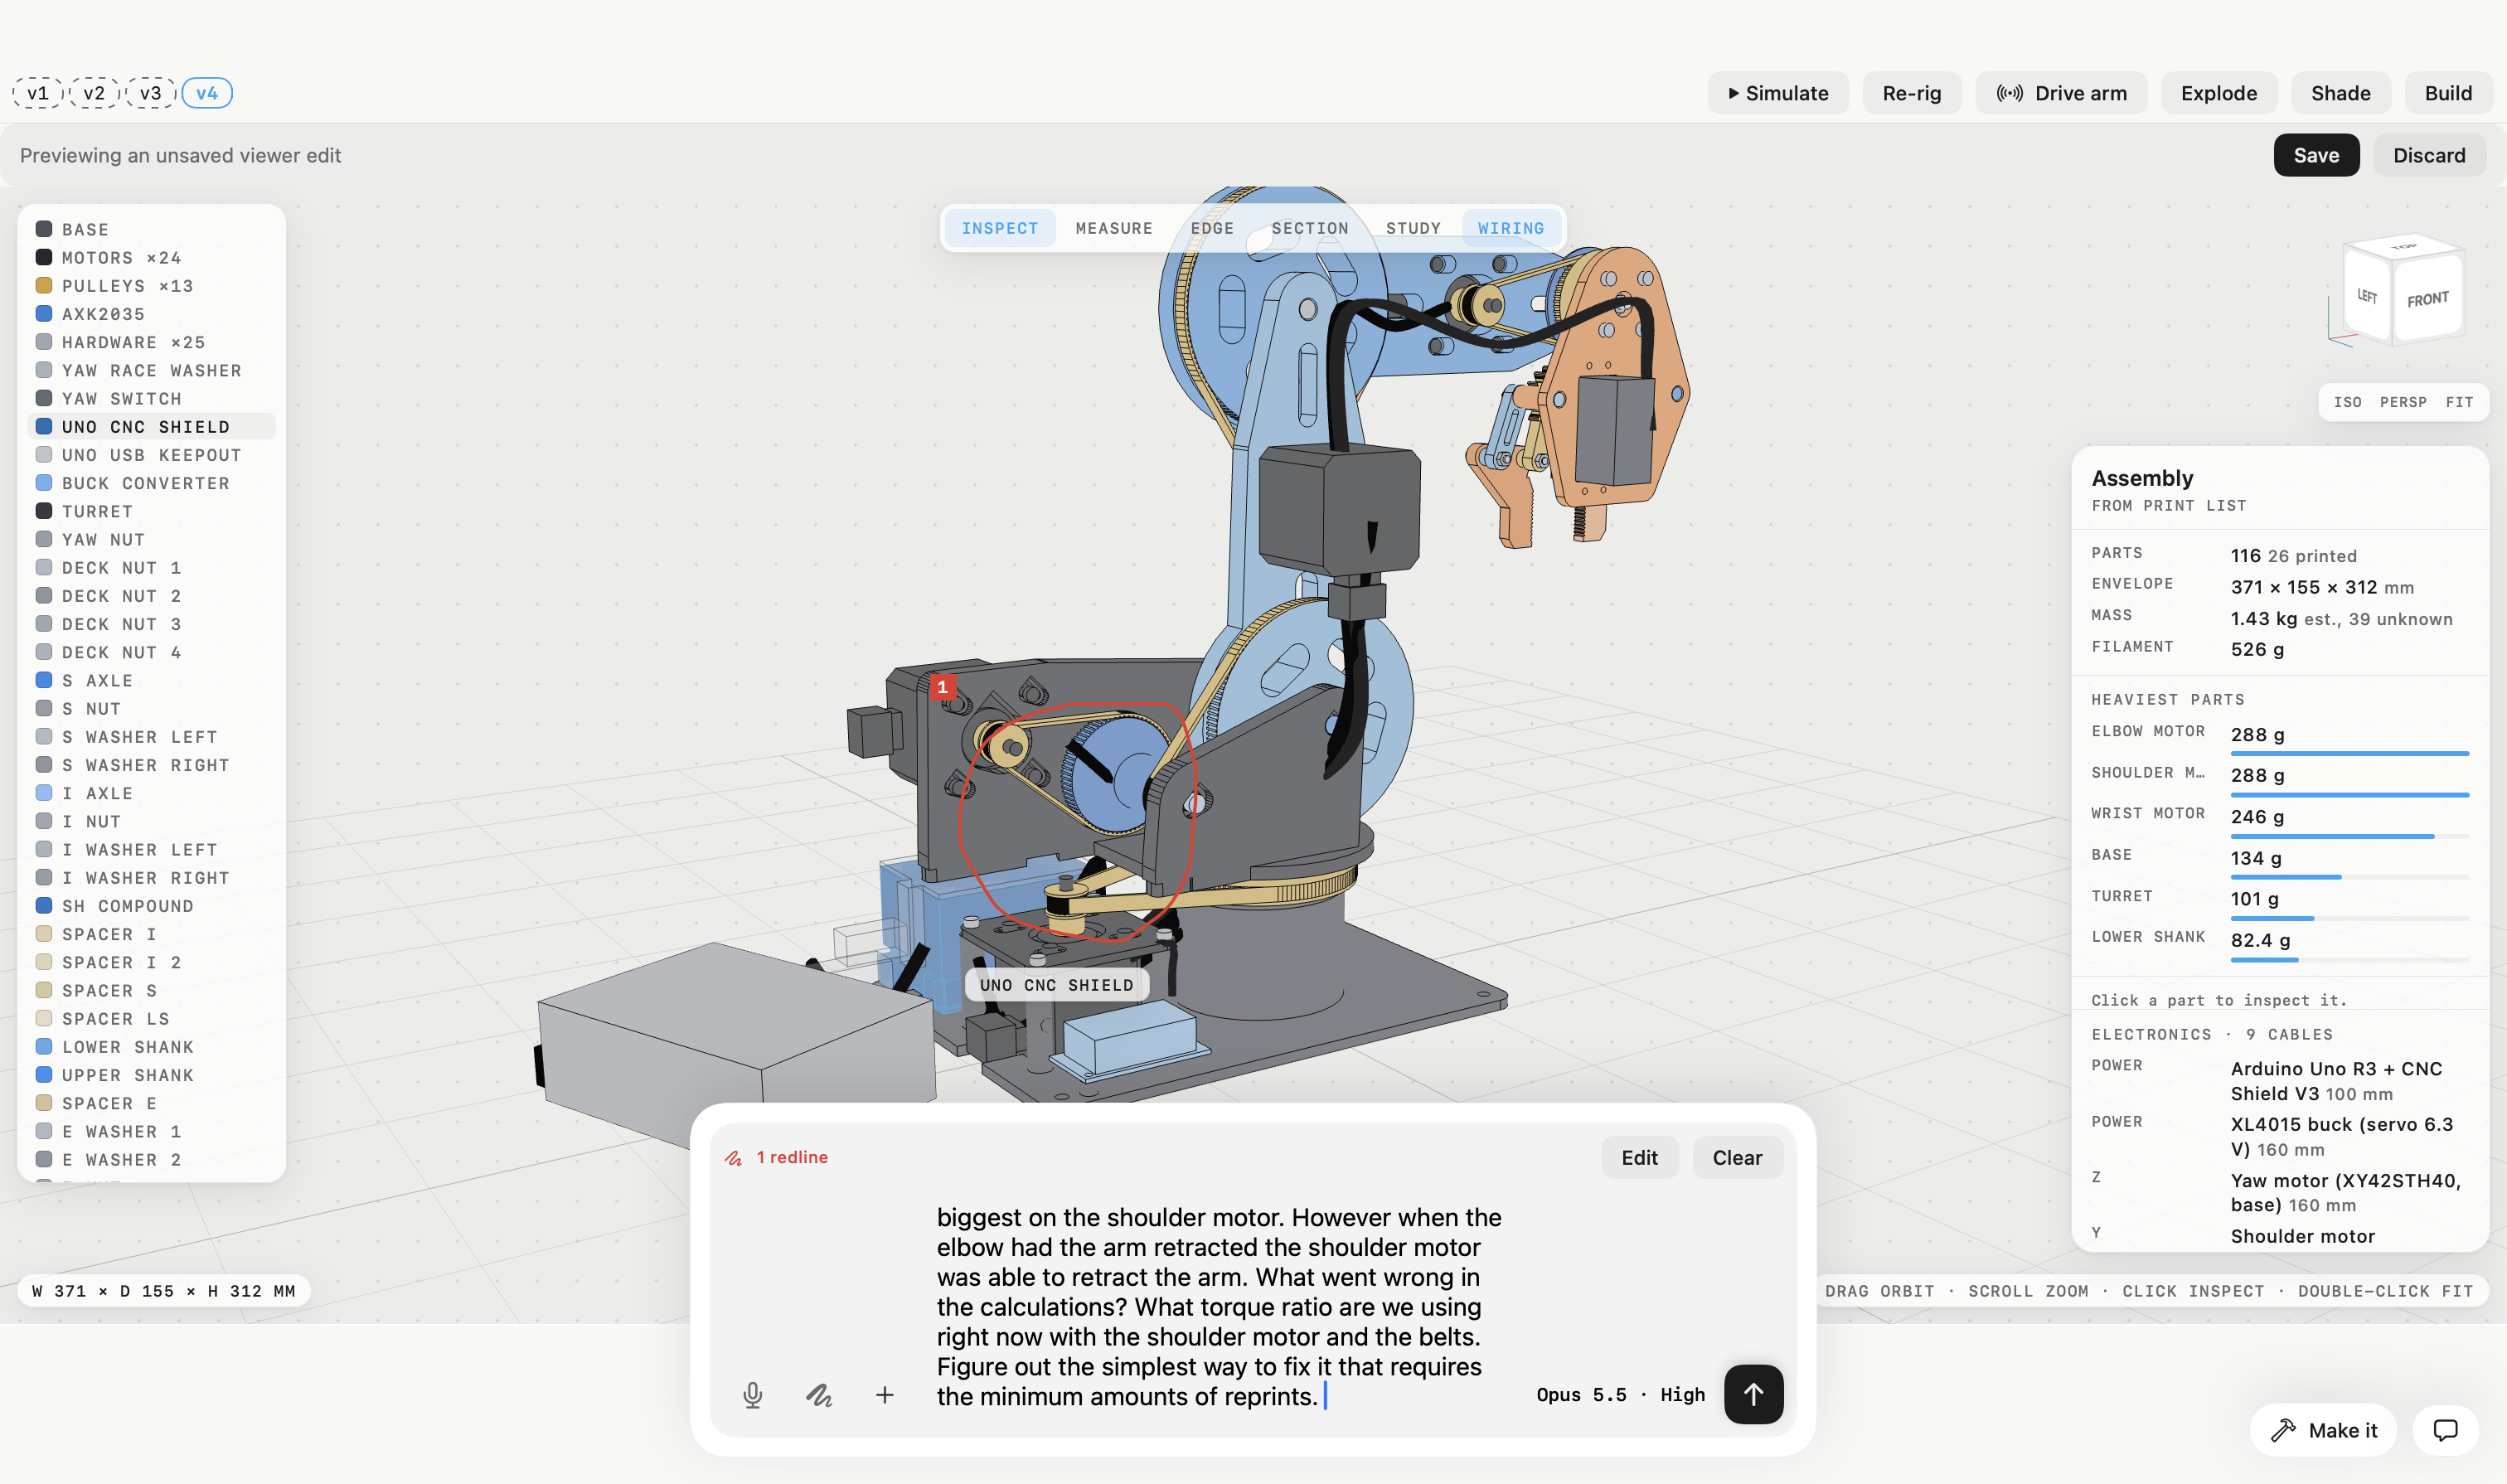 v1 v2 v3 v4
Simulate Re-rig Drive arm Explode Shade Build
Previewing an unsaved viewer edit
Save Discard
INSPECT MEASURE EDGE SECTION STUDY WIRING
BASE
MOTORS ×24
PULLEYS ×13
AXK2035
HARDWARE ×25
YAW RACE WASHER
YAW SWITCH
UNO CNC SHIELD
UNO USB KEEPOUT
BUCK CONVERTER
TURRET
YAW NUT
DECK NUT 1
DECK NUT 2
DECK NUT 3
DECK NUT 4
S AXLE
S NUT
S WASHER LEFT
S WASHER RIGHT
I AXLE
I NUT
I WASHER LEFT
I WASHER RIGHT
SH COMPOUND
SPACER I
SPACER I 2
SPACER S
SPACER LS
LOWER SHANK
UPPER SHANK
SPACER E
E WASHER 1
E WASHER 2
W 371 × D 155 × H 312 MM
1
UNO CNC SHIELD
TOP
LEFT
FRONT
ISO PERSP FIT
Assembly
FROM PRINT LIST
PARTS 116 26 printed
ENVELOPE 371 × 155 × 312 mm
MASS 1.43 kg est., 39 unknown
FILAMENT 526 g
HEAVIEST PARTS
ELBOW MOTOR 288 g
SHOULDER M… 288 g
WRIST MOTOR 246 g
BASE 134 g
TURRET 101 g
LOWER SHANK 82.4 g
Click a part to inspect it.
ELECTRONICS · 9 CABLES
POWER Arduino Uno R3 + CNC
Shield V3 100 mm
POWER XL4015 buck (servo 6.3
V) 160 mm
Z Yaw motor (XY42STH40,
base) 160 mm
Y Shoulder motor
DRAG ORBIT · SCROLL ZOOM · CLICK INSPECT · DOUBLE–CLICK FIT
1 redline
Edit Clear
biggest on the shoulder motor. However when the
elbow had the arm retracted the shoulder motor
was able to retract the arm. What went wrong in
the calculations? What torque ratio are we using
right now with the shoulder motor and the belts.
Figure out the simplest way to fix it that requires
the minimum amounts of reprints.
Opus 5.5 · High
Make it